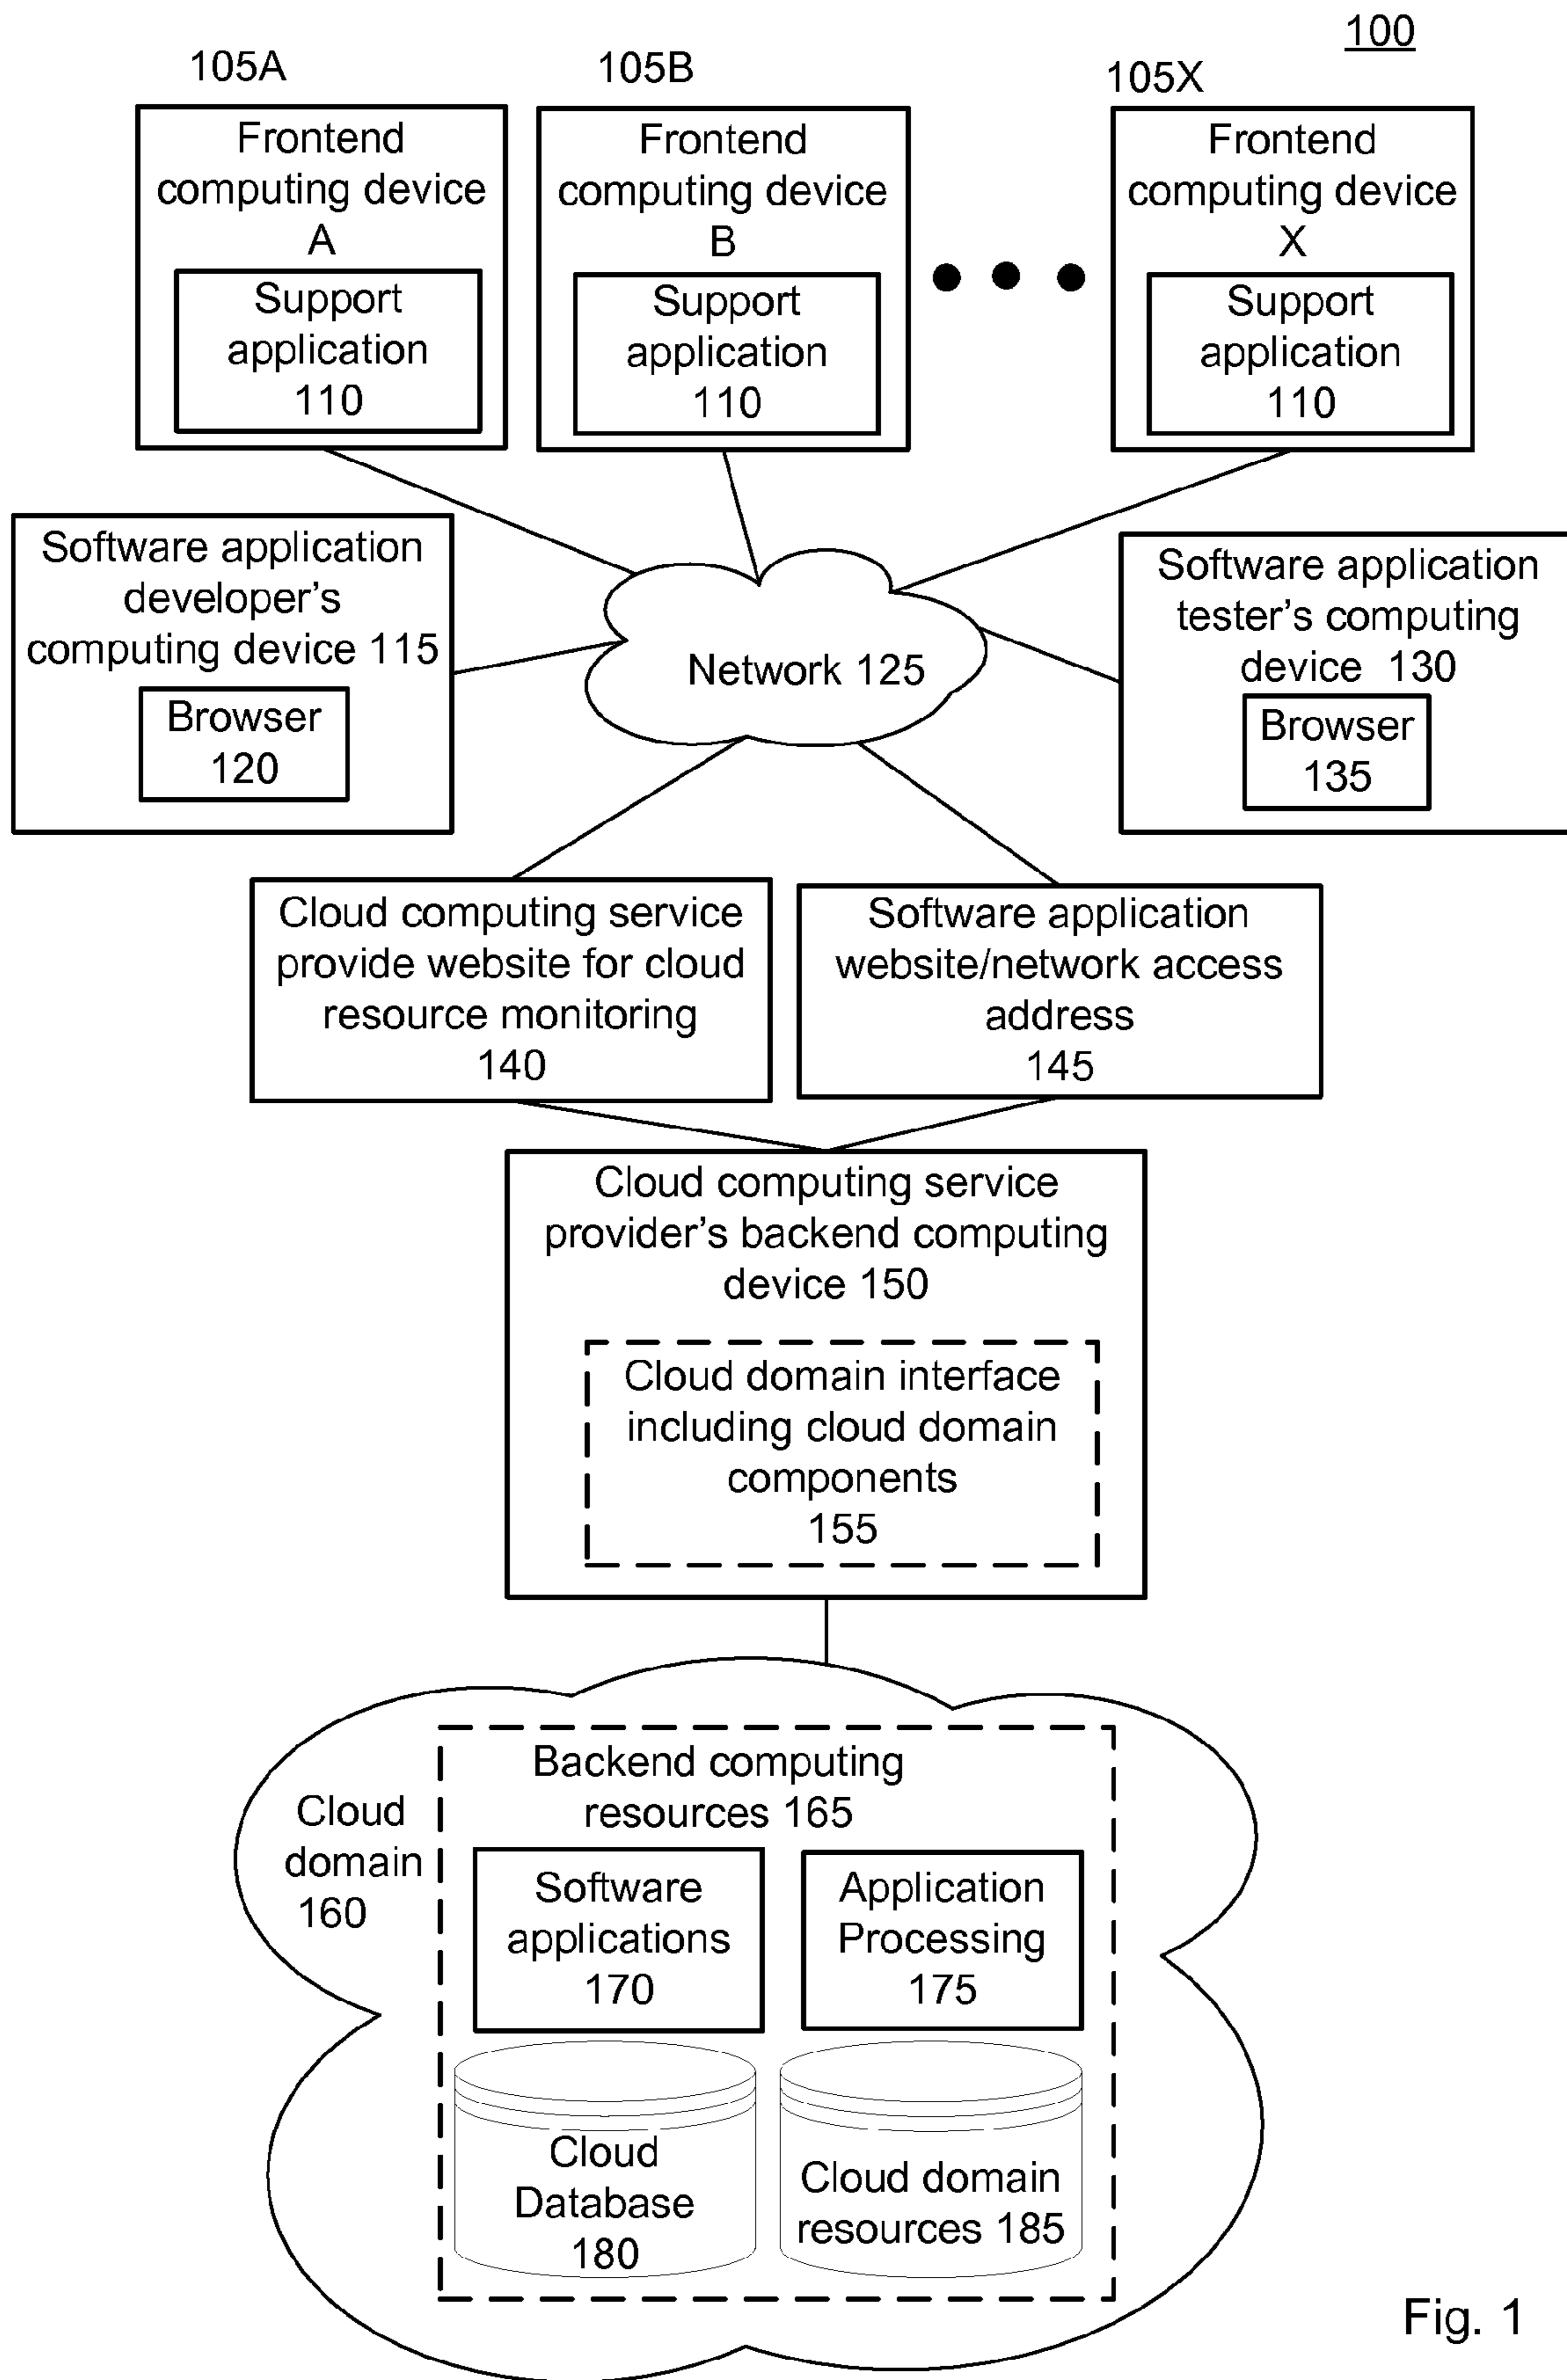 100
105A
105B
105X
Frontend
computing device
A
Support
application
110
Frontend
computing device
B
Support
application
110
Frontend
computing device
X
Support
application
110
Software application
developer's
computing device 115
Browser
120
Network 125
Software application
tester's computing
device 130
Browser
135
Cloud computing service
provide website for cloud
resource monitoring
140
Software application
website/network access
address
145
Cloud computing service
provider's backend computing
device 150
Cloud domain interface
including cloud domain
components
155
Cloud
domain
160
Backend computing
resources 165
Software
applications
170
Application
Processing
175
Cloud
Database
180
Cloud domain
resources 185
Fig. 1